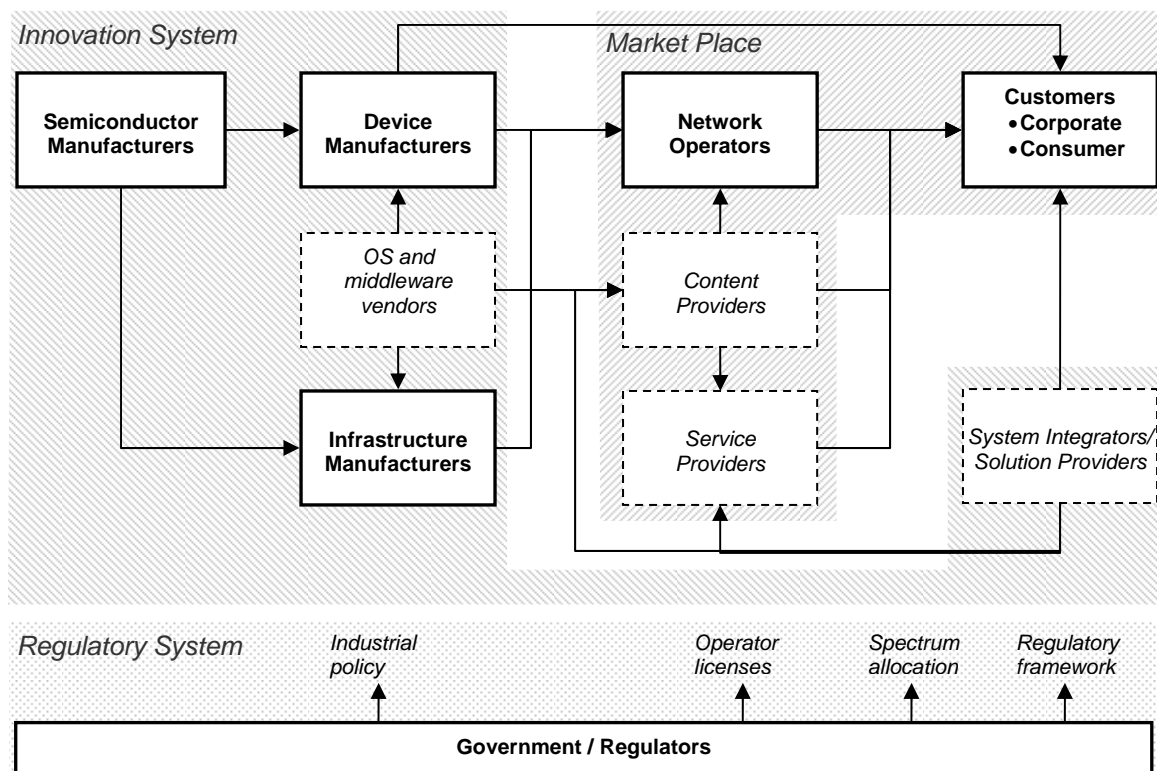 Innovation System
Market Place
Semiconductor
Manufacturers
Device
Manufacturers
Network
Operators
Customers
•Corporate
•Consumer
OS and
middleware
vendors
Content
Providers
Infrastructure
Manufacturers
Service
Providers
System Integrators/
Solution Providers
Regulatory System
Industrial
policy
Operator
licenses
Spectrum
allocation
Regulatory
framework
Government / Regulators